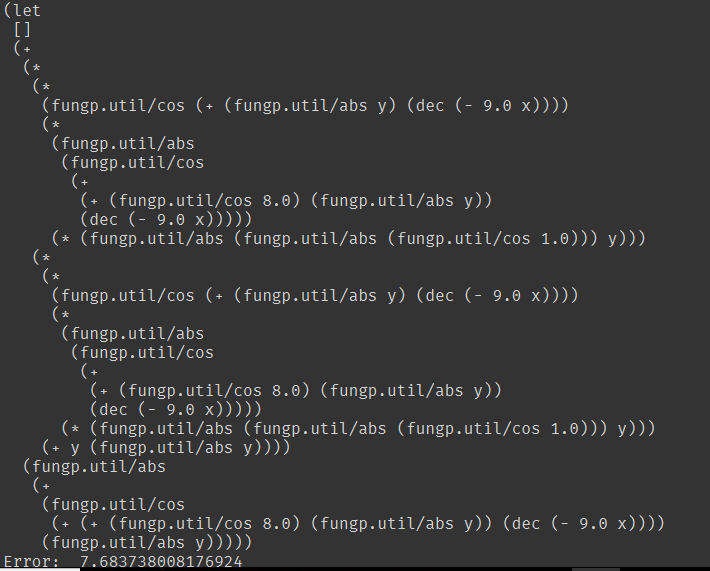 (let
 []
 (+
  (*
   (*
    (fungp.util/cos (+ (fungp.util/abs y) (dec (- 9.0 x))))
    (*
     (fungp.util/abs
      (fungp.util/cos
       (+
        (+ (fungp.util/cos 8.0) (fungp.util/abs y))
        (dec (- 9.0 x)))))
     (* (fungp.util/abs (fungp.util/abs (fungp.util/cos 1.0))) y)))
   (*
    (*
     (fungp.util/cos (+ (fungp.util/abs y) (dec (- 9.0 x))))
     (*
      (fungp.util/abs
       (fungp.util/cos
        (+
         (+ (fungp.util/cos 8.0) (fungp.util/abs y))
         (dec (- 9.0 x)))))
      (* (fungp.util/abs (fungp.util/abs (fungp.util/cos 1.0))) y)))
    (+ y (fungp.util/abs y))))
  (fungp.util/abs
   (+
    (fungp.util/cos
     (+ (+ (fungp.util/cos 8.0) (fungp.util/abs y)) (dec (- 9.0 x))))
    (fungp.util/abs y)))))
Error:  7.683738008176924